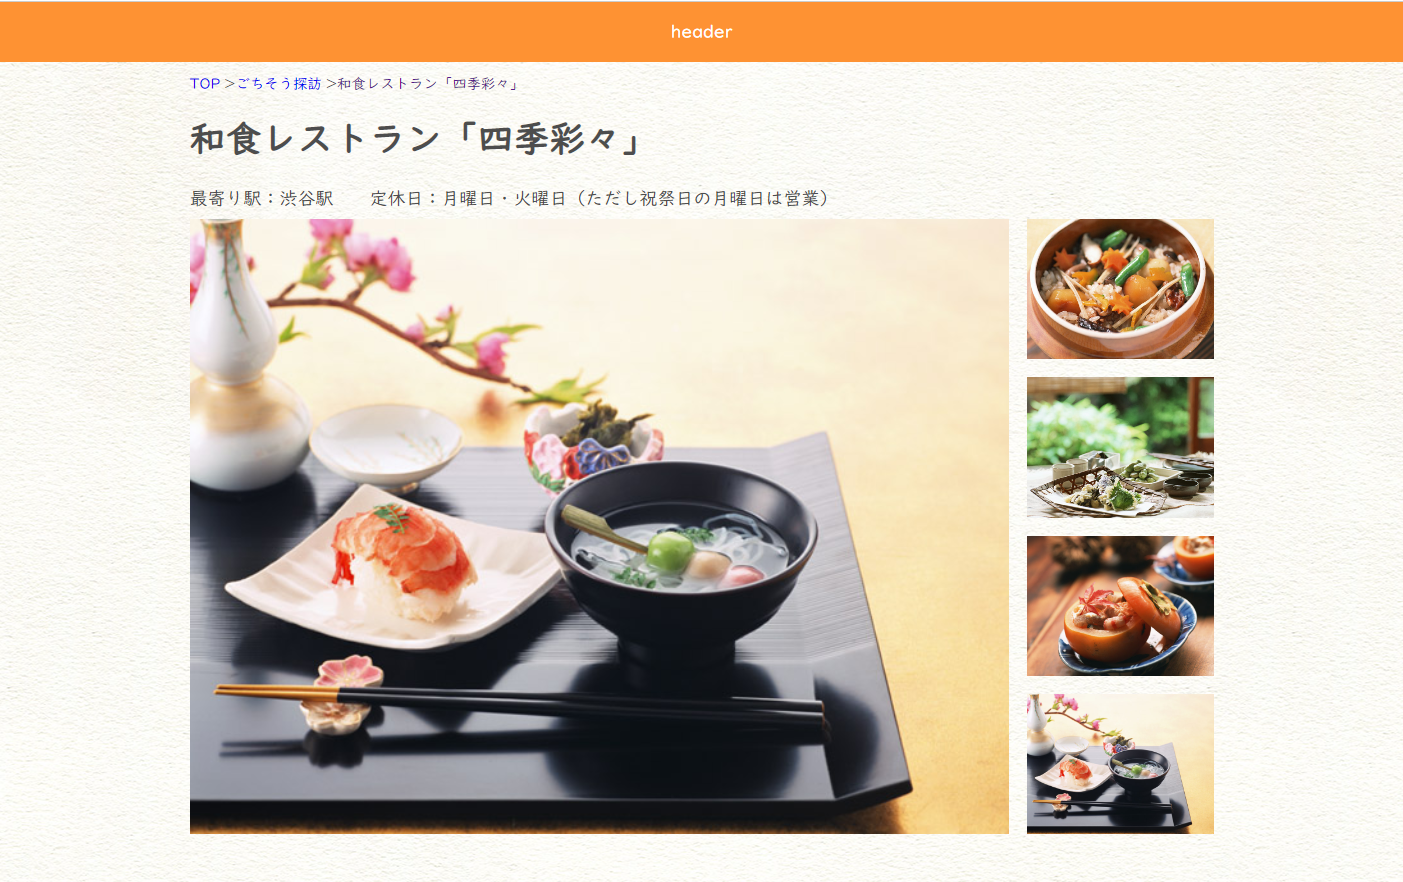 header
TOP >ごちそう探訪 >和食レストラン「四季彩々」
和食レストラン「四季彩々」
最寄り駅：渋谷駅　　定休日：月曜日・火曜日（ただし祝祭日の月曜日は営業）